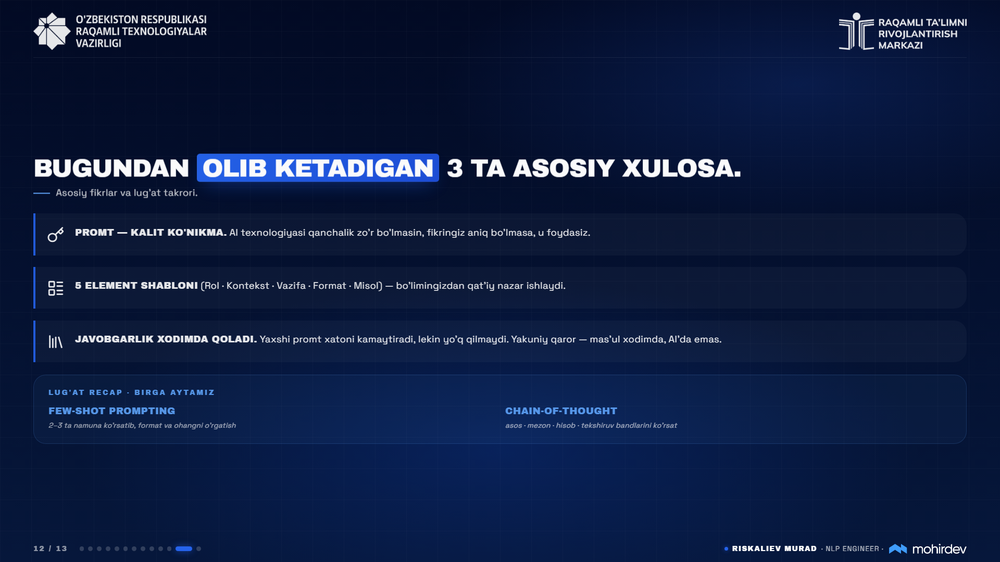 O'ZBEKISTON RESPUBLIKASI
RAQAMLI TEXNOLOGIYALAR
VAZIRLIGI
RAQAMLI TA'LIMNI
RIVOJLANTIRISH
MARKAZI
BUGUNDAN OLIB KETADIGAN 3 TA ASOSIY XULOSA.
Asosiy fikrlar va lug'at takrori.
PROMT — KALIT KO'NIKMA. AI texnologiyasi qanchalik zo'r bo'lmasin, fikringiz aniq bo'lmasa, u foydasiz.
5 ELEMENT SHABLONI (Rol · Kontekst · Vazifa · Format · Misol) — bo'limingizdan qat'iy nazar ishlaydi.
JAVOBGARLIK XODIMDA QOLADI. Yaxshi promt xatoni kamaytiradi, lekin yo'q qilmaydi. Yakuniy qaror — mas'ul xodimda, AI'da emas.
LUG'AT RECAP · BIRGA AYTAMIZ
FEW-SHOT PROMPTING
2–3 ta namuna ko'rsatib, format va ohangni o'rgatish
CHAIN-OF-THOUGHT
asos · mezon · hisob · tekshiruv bandlarini ko'rsat
12 / 13
RISKALIEV MURAD · NLP ENGINEER · mohirdev